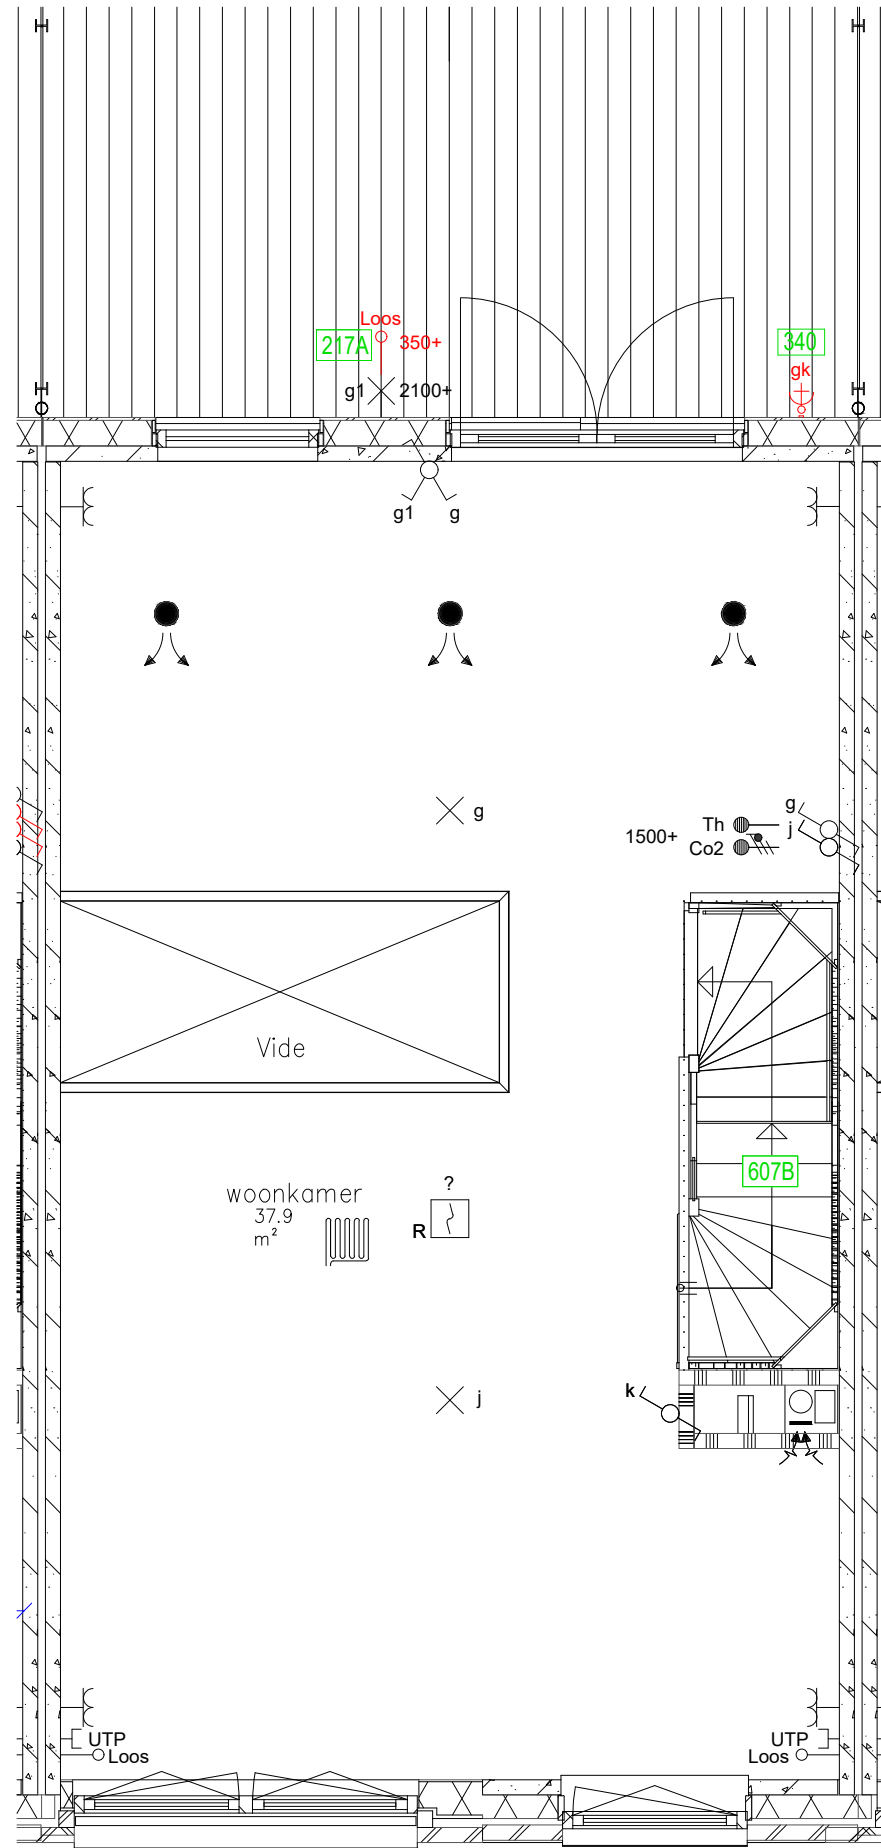 Loos
217A
350+
340
gk
g1
2100+
g1
g
g
g
Th
j
1500+
Co2
Vide
607B
?
woonkamer
37.9
m²
R
k
j
UTP
Loos
UTP
Loos